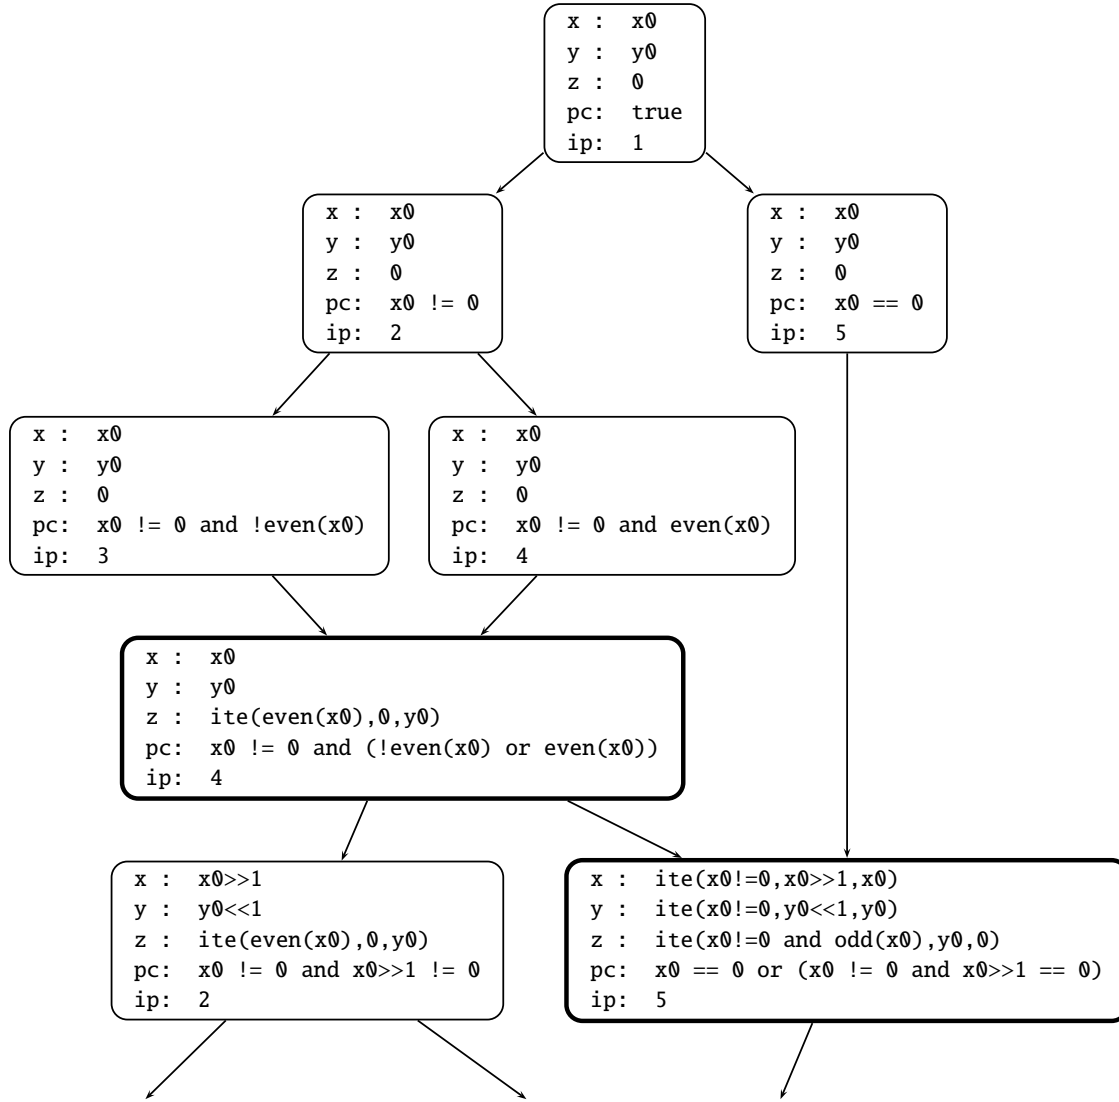 x :  x0
y :  y0
z :  0
pc:  true
ip:  1
x :  x0
y :  y0
z :  0
pc:  x0 != 0
ip:  2
x :  x0
y :  y0
z :  0
pc:  x0 == 0
ip:  5
x :  x0
y :  y0
z :  0
pc:  x0 != 0 and !even(x0)
ip:  3
x :  x0
y :  y0
z :  0
pc:  x0 != 0 and even(x0)
ip:  4
x :  x0
y :  y0
z :  ite(even(x0),0,y0)
pc:  x0 != 0 and (!even(x0) or even(x0))
ip:  4
x :  x0>>1
y :  y0<<1
z :  ite(even(x0),0,y0)
pc:  x0 != 0 and x0>>1 != 0
ip:  2
x :  ite(x0!=0,x0>>1,x0)
y :  ite(x0!=0,y0<<1,y0)
z :  ite(x0!=0 and odd(x0),y0,0)
pc:  x0 == 0 or (x0 != 0 and x0>>1 == 0)
ip:  5